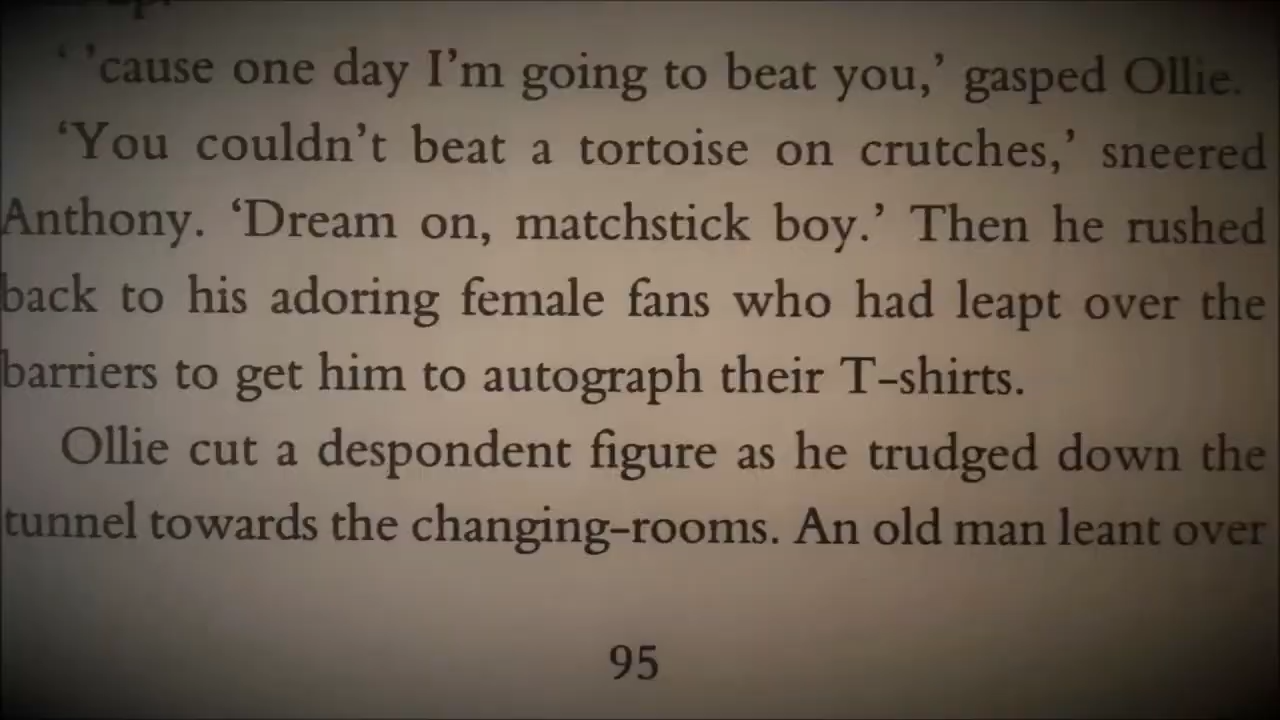 ‘ ’cause one day I’m going to beat you,’ gasped Ollie.
‘You couldn’t beat a tortoise on crutches,’ sneered
Anthony. ‘Dream on, matchstick boy.’ Then he rushed
back to his adoring female fans who had leapt over the
barriers to get him to autograph their T-shirts.
Ollie cut a despondent figure as he trudged down the
tunnel towards the changing-rooms. An old man leant over
95